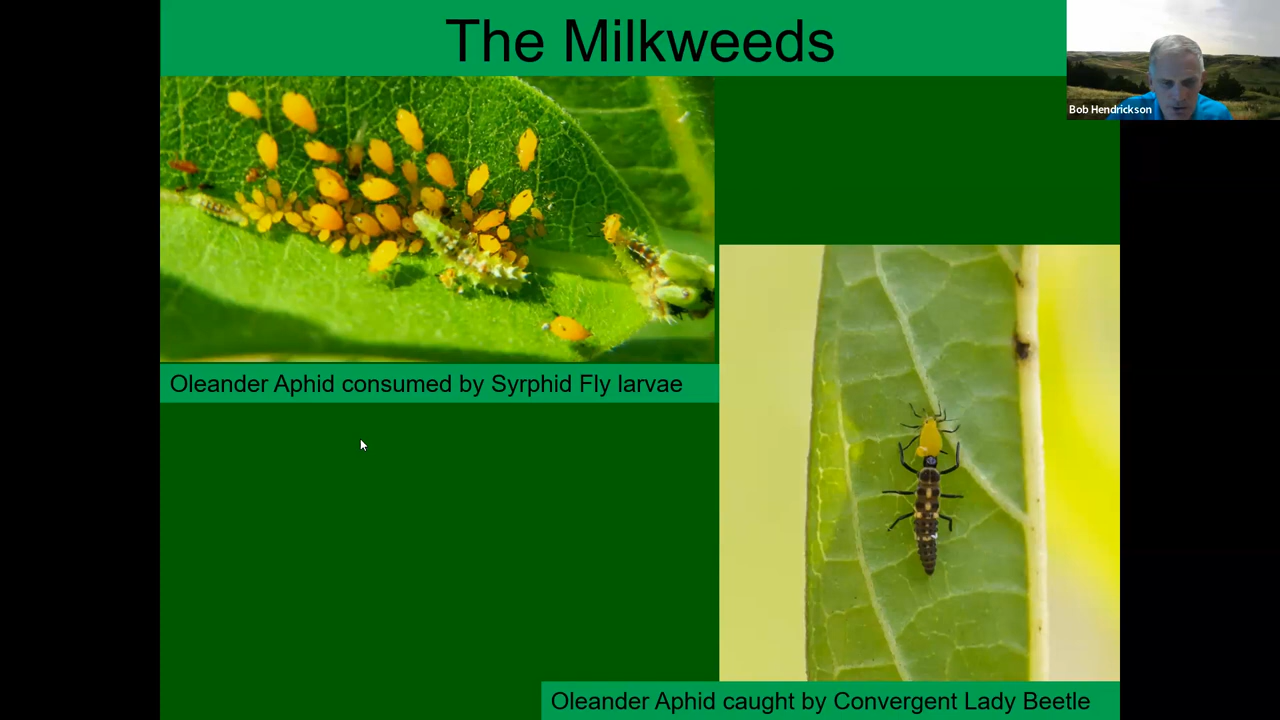 The Milkweeds
Bob Hendrickson
Oleander Aphid consumed by Syrphid Fly larvae
Oleander Aphid caught by Convergent Lady Beetle